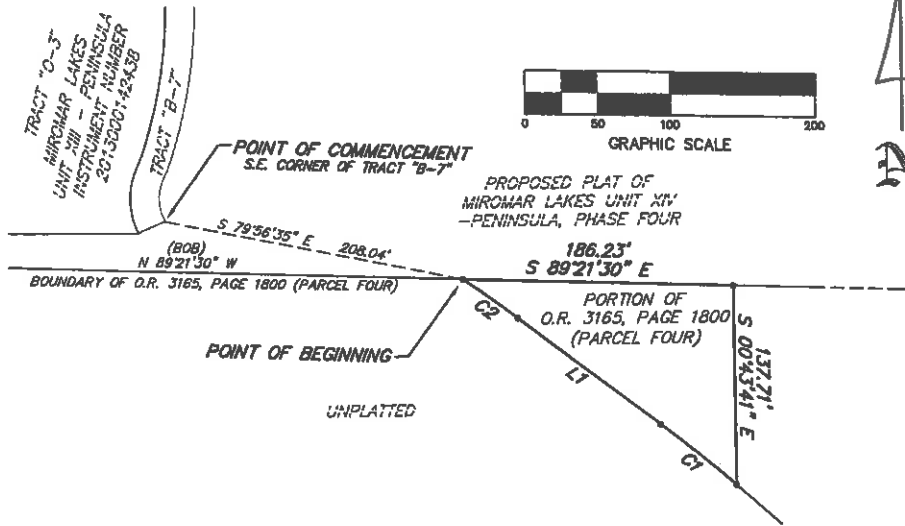 TRACT "O-3"
MIROMAR LAKES
UNIT XIII - PENINSULA
INSTRUMENT NUMBER
2013000142438
TRACT "B-7"
0 50 100 200
GRAPHIC SCALE
POINT OF COMMENCEMENT
S.E. CORNER OF TRACT "B-7"
PROPOSED PLAT OF
MIROMAR LAKES UNIT XIV
-PENINSULA, PHASE FOUR
S 79°56'35" E 208.04'
(BOB)
N 89°21'30" W
BOUNDARY OF O.R. 3165, PAGE 1800 (PARCEL FOUR)
186.23'
S 89°21'30" E
PORTION OF
O.R. 3165, PAGE 1800
(PARCEL FOUR)
137.71'
S 00°43'41" E
C2
POINT OF BEGINNING
L1
UNPLATTED
C1